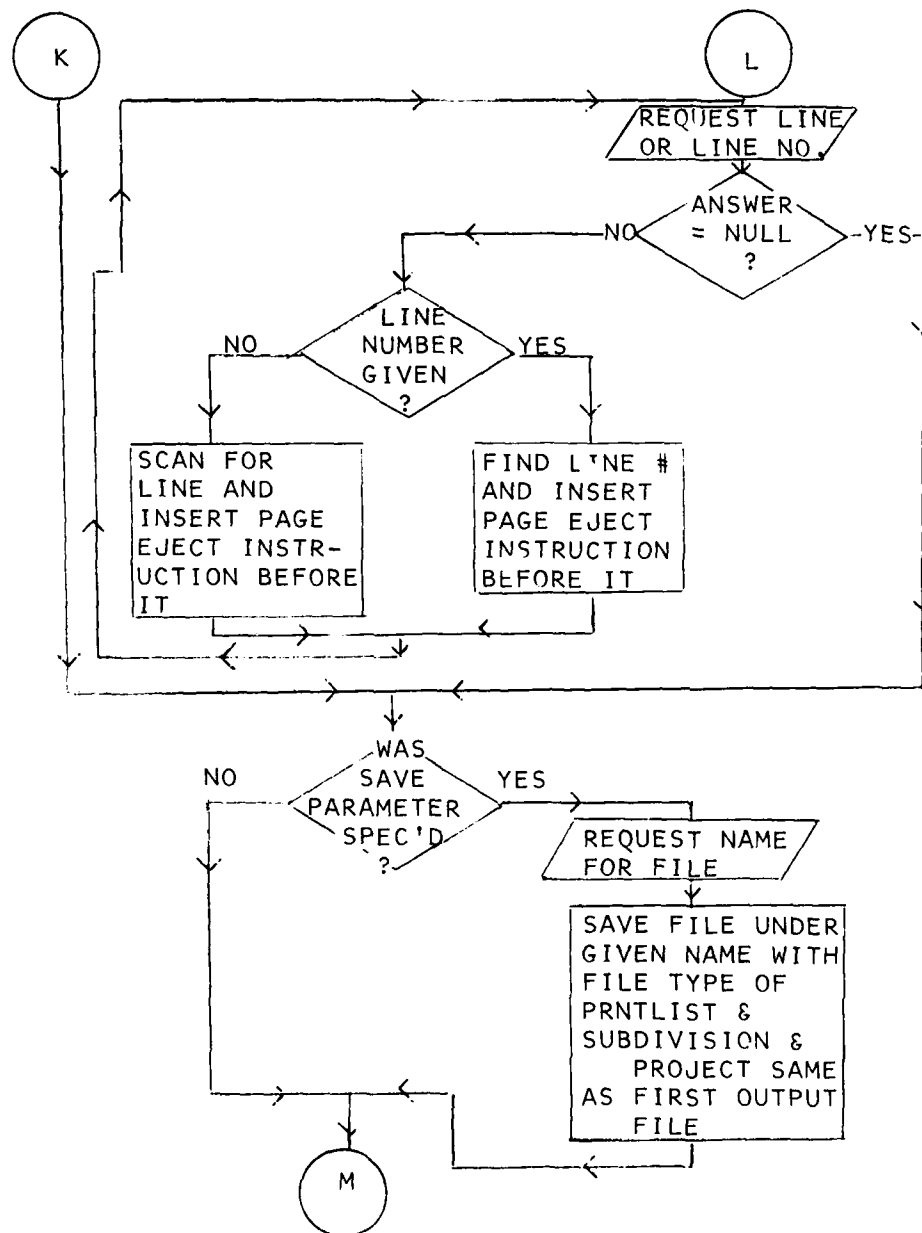 K
L
REQUEST LINE
OR LINE NO.
ANSWER
= NULL
?
NO
YES
LINE
NUMBER
GIVEN
?
NO
YES
SCAN FOR
LINE AND
INSERT PAGE
EJECT INSTR-
UCTION BEFORE
IT
FIND LINE #
AND INSERT
PAGE EJECT
INSTRUCTION
BEFORE IT
WAS
SAVE
PARAMETER
SPEC'D
?
NO
YES
REQUEST NAME
FOR FILE
SAVE FILE UNDER
GIVEN NAME WITH
FILE TYPE OF
PRNTLIST &
SUBDIVISION &
PROJECT SAME
AS FIRST OUTPUT
FILE
M